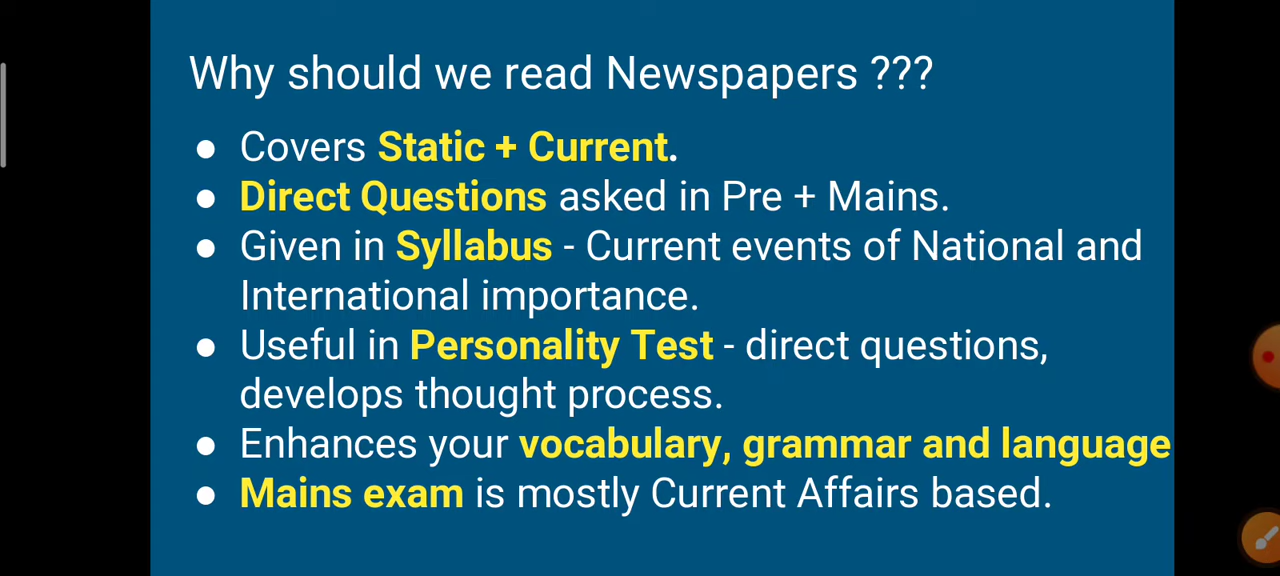 Why should we read Newspapers ???
● Covers Static + Current.
● Direct Questions asked in Pre + Mains.
● Given in Syllabus - Current events of National and
International importance.
● Useful in Personality Test - direct questions,
develops thought process.
● Enhances your vocabulary, grammar and language
● Mains exam is mostly Current Affairs based.